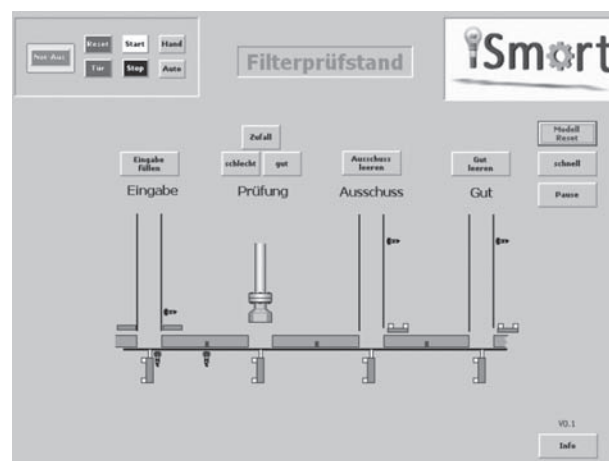 Not Aus
Reset Start Hand
Tür Stop Auto
Filterprüfstand
iSmart
Zufall
schlecht gut
Eingabe
Füllen
Ausschuss
leeren
Gut
leeren
Modell
Reset
schnell
Pause
Eingabe Prüfung Ausschuss Gut
V0.1
Info